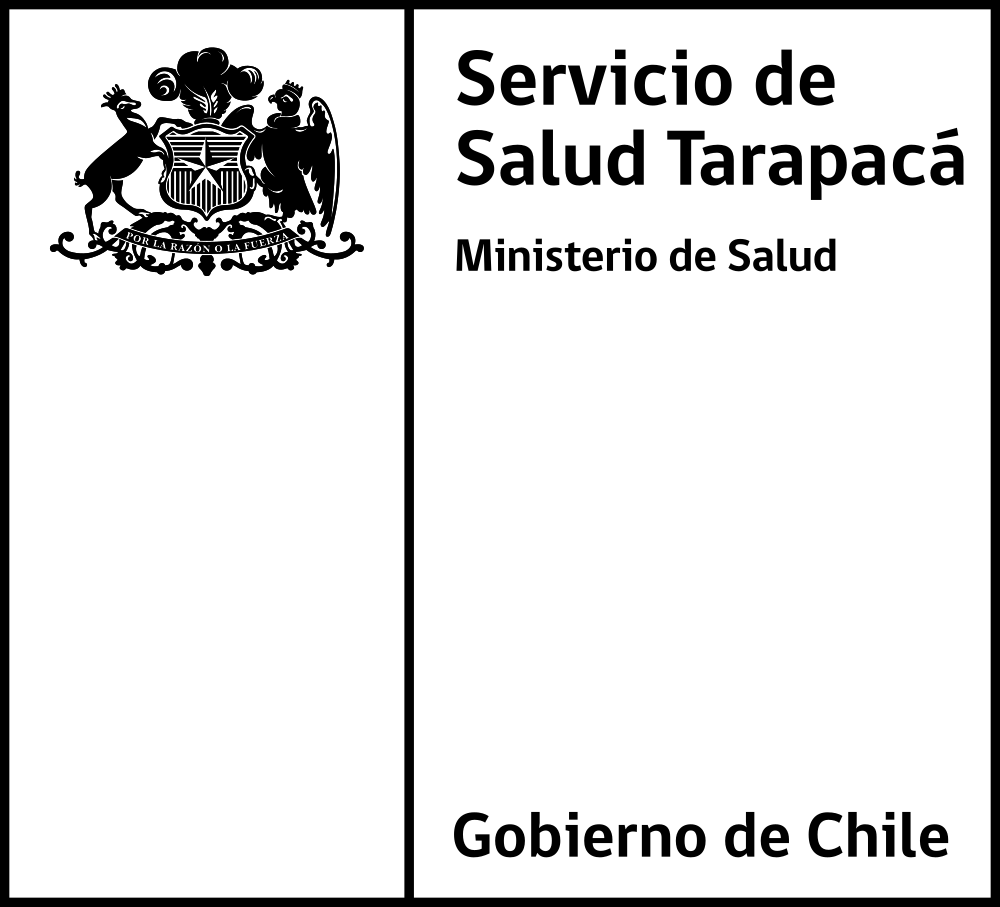 POR LA RAZÓN O LA FUERZA
Servicio de
Salud Tarapacá
Ministerio de Salud
Gobierno de Chile